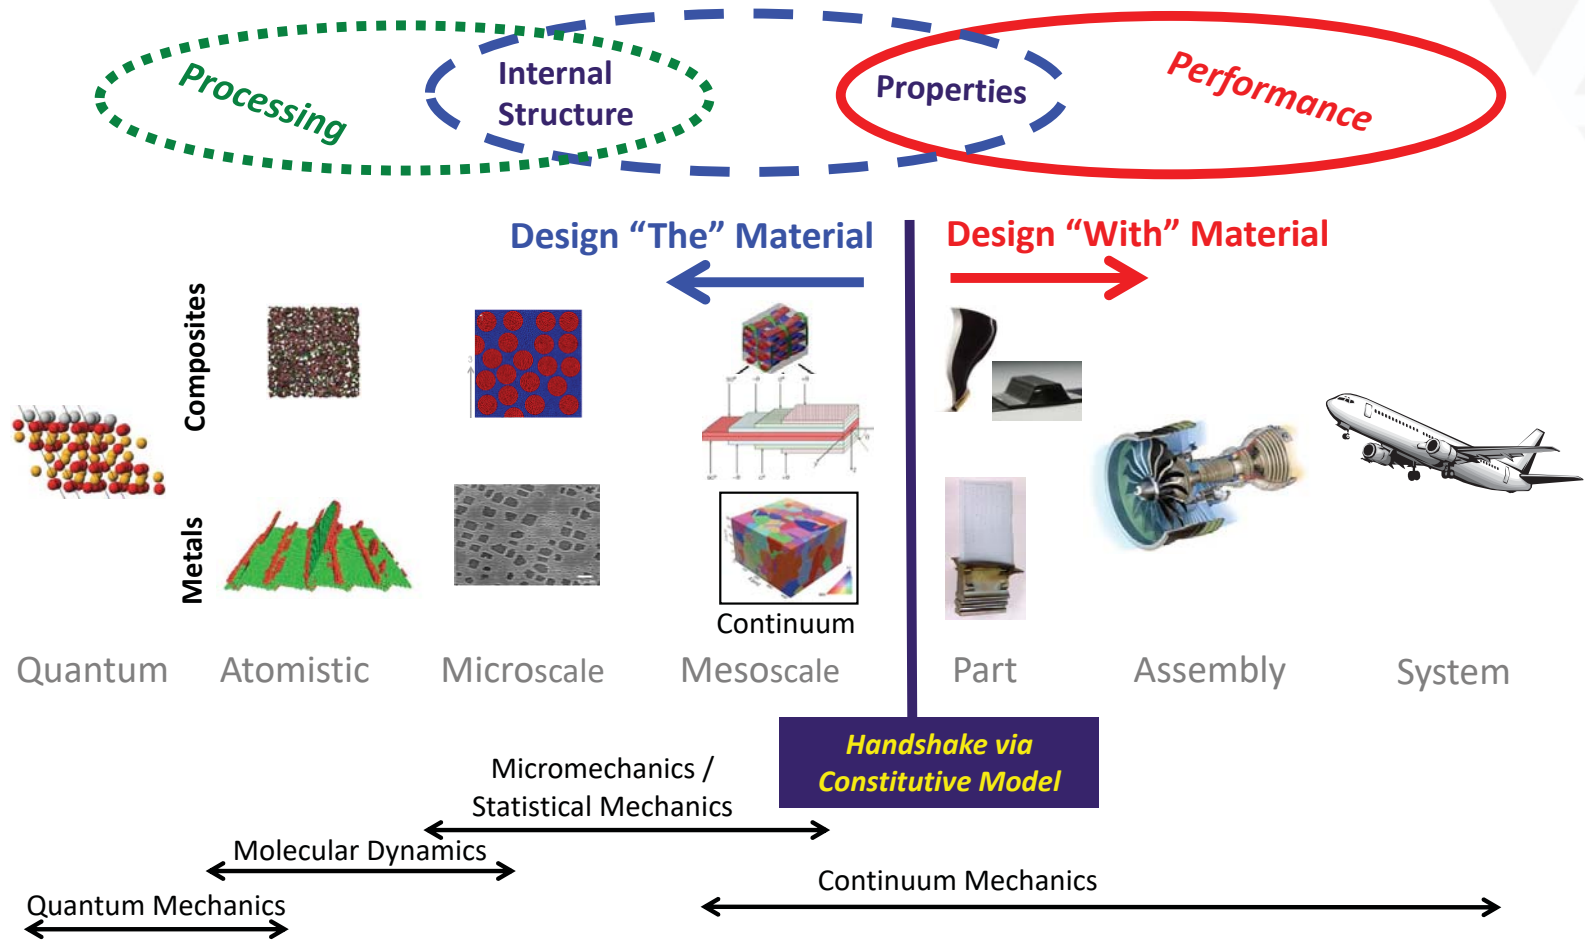 Processing
Internal
Structure
Properties
Performance
Design “The” Material
Design “With” Material
Composites
Metals
3
Continuum
Quantum
Atomistic
Microscale
Mesoscale
Part
Assembly
System
Handshake via
Constitutive Model
Micromechanics /
Statistical Mechanics
Molecular Dynamics
Quantum Mechanics
Continuum Mechanics